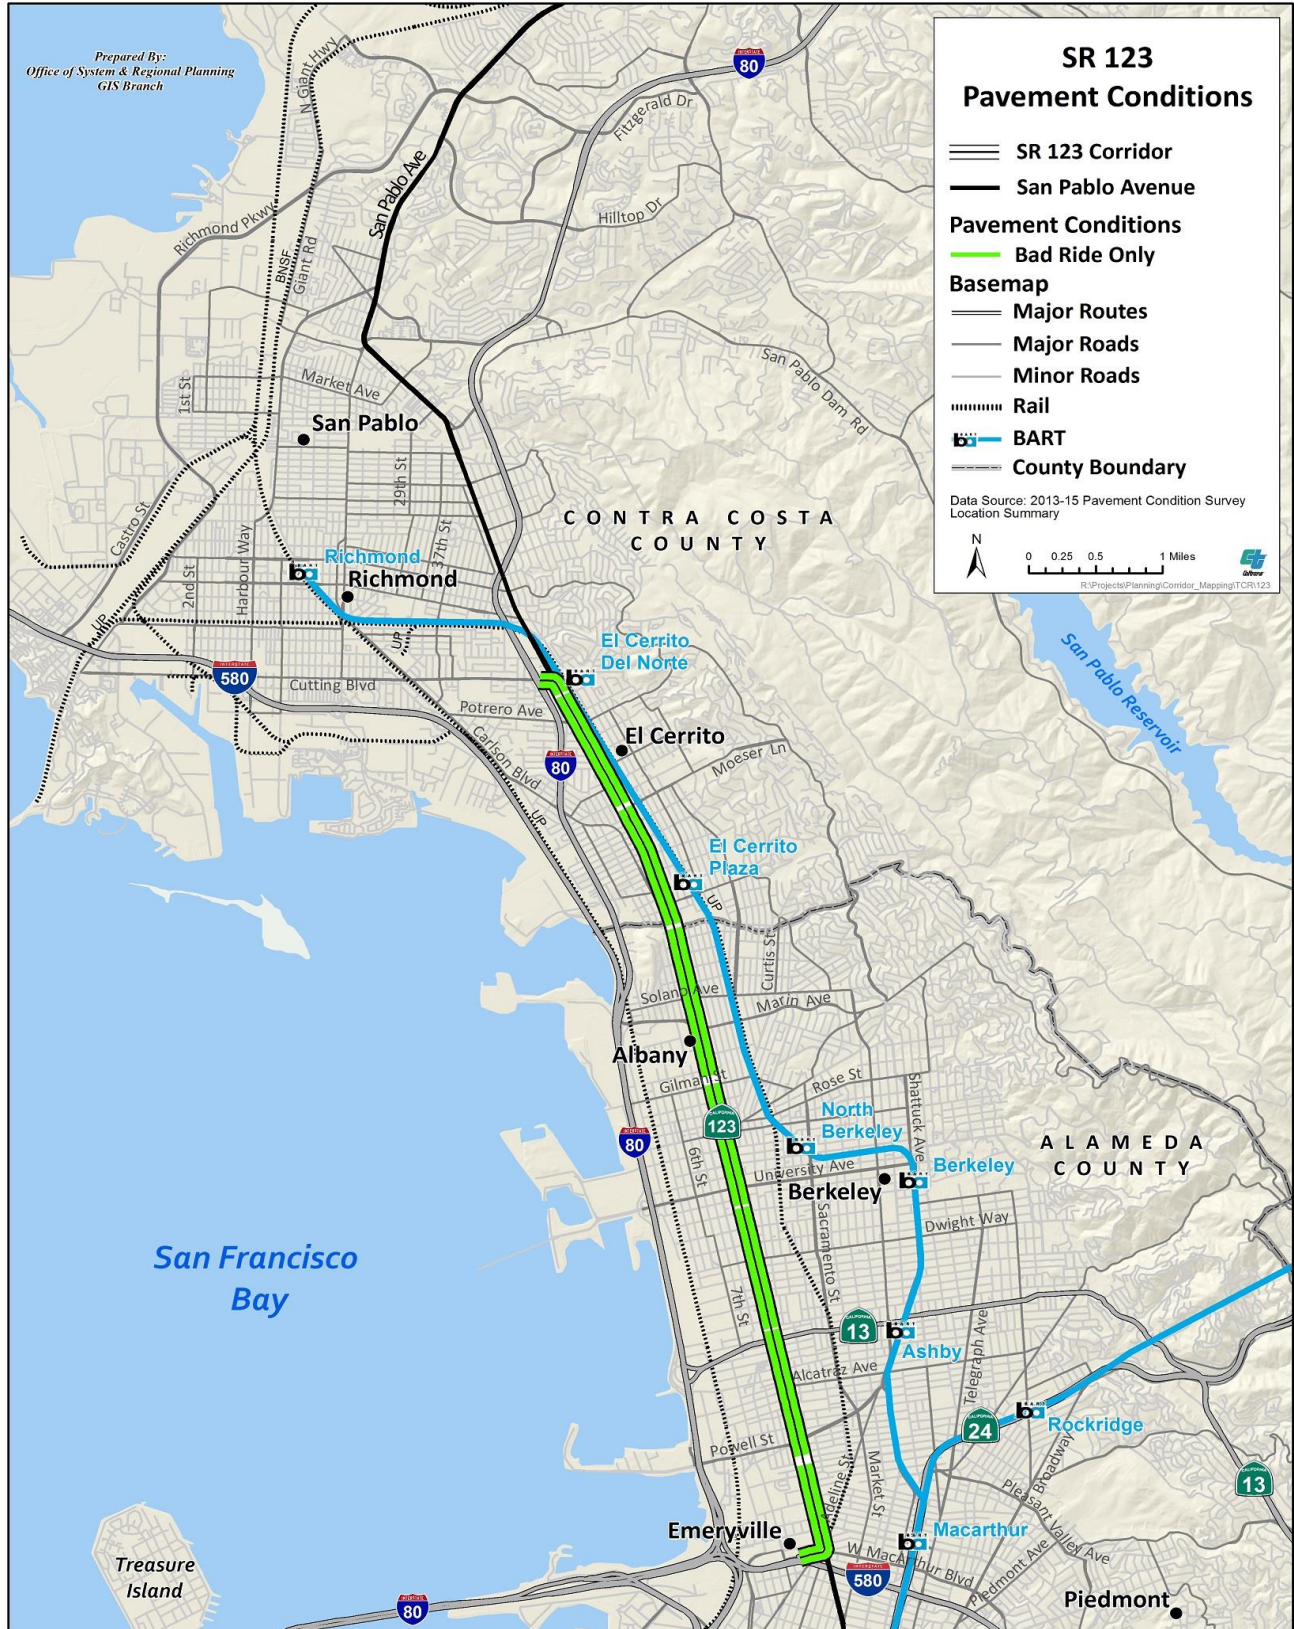 Prepared By:
Office of System & Regional Planning
GIS Branch
SR 123
Pavement Conditions
SR 123 Corridor
San Pablo Avenue
Pavement Conditions
Bad Ride Only
Basemap
Major Routes
Major Roads
Minor Roads
Rail
BART
County Boundary
Data Source: 2013-15 Pavement Condition Survey
Location Summary
N
0 0.25 0.5 1 Miles
R:\Projects\Planning\Corridor_Mapping\TCR\123
80
N Giant Hwy
Fitzgerald Dr
San Pablo Ave
Hilltop Dr
Richmond Pkwy
BNSF
Giant Rd
San Pablo Dam Rd
1st St
Market Ave
San Pablo
29th St
Castro St
CONTRA COSTA
COUNTY
37th St
Harbour Way
2nd St
Richmond
Richmond
UP
UP
El Cerrito
Del Norte
San Pablo Reservoir
580
Cutting Blvd
Potrero Ave
Carlson Blvd
El Cerrito
Moeser Ln
80
UP
El Cerrito
Plaza
UP
Curtis St
Solano Ave
Marin Ave
Albany
Gilman St
Rose St
Shattuck Ave
123
North
Berkeley
80
ALAMEDA
COUNTY
6th St
University Ave
Berkeley
Berkeley
Sacramento St
Dwight Way
San Francisco
Bay
7th St
13
Ashby
Telegraph Ave
Alcatraz Ave
Rockridge
24
Powell St
Broadway
13
Adeline St
Market St
Pleasant Valley Ave
Emeryville
Macarthur
W MacArthur Blvd
Piedmont Ave
Treasure
Island
580
80
Piedmont